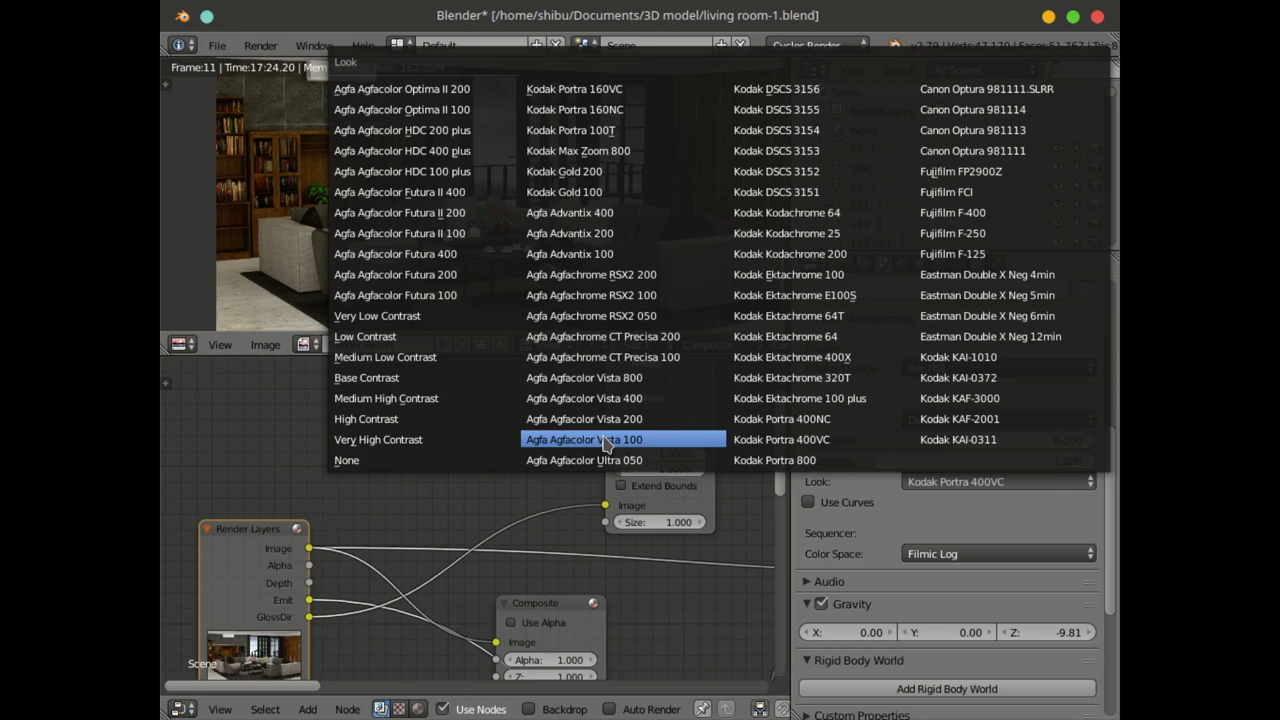 Blender* [/home/shibu/Documents/3D model/living room-1.blend]
File Render Window Help Default Scene Cycles Render v2.79 | Verts:47,170 | Faces:51,767 | Tris:8
Frame:11 | Time:17:24.20 | Mem
Look
Agfa Agfacolor Optima II 200
Agfa Agfacolor Optima II 100
Agfa Agfacolor HDC 200 plus
Agfa Agfacolor HDC 400 plus
Agfa Agfacolor HDC 100 plus
Agfa Agfacolor Futura II 400
Agfa Agfacolor Futura II 200
Agfa Agfacolor Futura II 100
Agfa Agfacolor Futura 400
Agfa Agfacolor Futura 200
Agfa Agfacolor Futura 100
Very Low Contrast
Low Contrast
Medium Low Contrast
Base Contrast
Medium High Contrast
High Contrast
Very High Contrast
None
Kodak Portra 160VC
Kodak Portra 160NC
Kodak Portra 100T
Kodak Max Zoom 800
Kodak Gold 200
Kodak Gold 100
Agfa Advantix 400
Agfa Advantix 200
Agfa Advantix 100
Agfa Agfachrome RSX2 200
Agfa Agfachrome RSX2 100
Agfa Agfachrome RSX2 050
Agfa Agfachrome CT Precisa 200
Agfa Agfachrome CT Precisa 100
Agfa Agfacolor Vista 800
Agfa Agfacolor Vista 400
Agfa Agfacolor Vista 200
Agfa Agfacolor Vista 100
Agfa Agfacolor Ultra 050
Kodak DSCS 3156
Kodak DSCS 3155
Kodak DSCS 3154
Kodak DSCS 3153
Kodak DSCS 3152
Kodak DSCS 3151
Kodak Kodachrome 64
Kodak Kodachrome 25
Kodak Kodachrome 200
Kodak Ektachrome 100
Kodak Ektachrome E100S
Kodak Ektachrome 64T
Kodak Ektachrome 64
Kodak Ektachrome 400X
Kodak Ektachrome 320T
Kodak Ektachrome 100 plus
Kodak Portra 400NC
Kodak Portra 400VC
Kodak Portra 800
Canon Optura 981111.SLRR
Canon Optura 981114
Canon Optura 981113
Canon Optura 981111
Fujifilm FP2900Z
Fujifilm FCI
Fujifilm F-400
Fujifilm F-250
Fujifilm F-125
Eastman Double X Neg 4min
Eastman Double X Neg 5min
Eastman Double X Neg 6min
Eastman Double X Neg 12min
Kodak KAI-1010
Kodak KAI-0372
Kodak KAF-3000
Kodak KAF-2001
Kodak KAI-0311
View Image
Extend Bounds
Image
Size: 1.000
Render Layers
Image
Alpha
Depth
Emit
GlossDir
Scene
Composite
Use Alpha
Image
Alpha: 1.000
Z: 1.000
Look: Kodak Portra 400VC
Use Curves
Sequencer:
Color Space: Filmic Log
Audio
Gravity
X: 0.00 Y: 0.00 Z: -9.81
Rigid Body World
Add Rigid Body World
Custom Properties
View Select Add Node Use Nodes Backdrop Auto Render